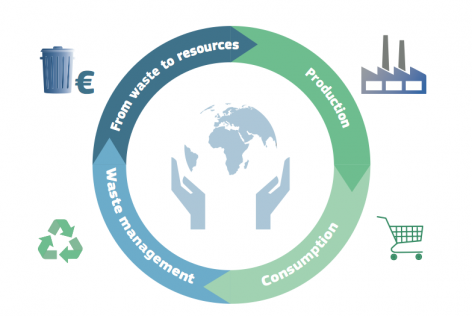 From waste to resources
€
Production
Consumption
Waste management